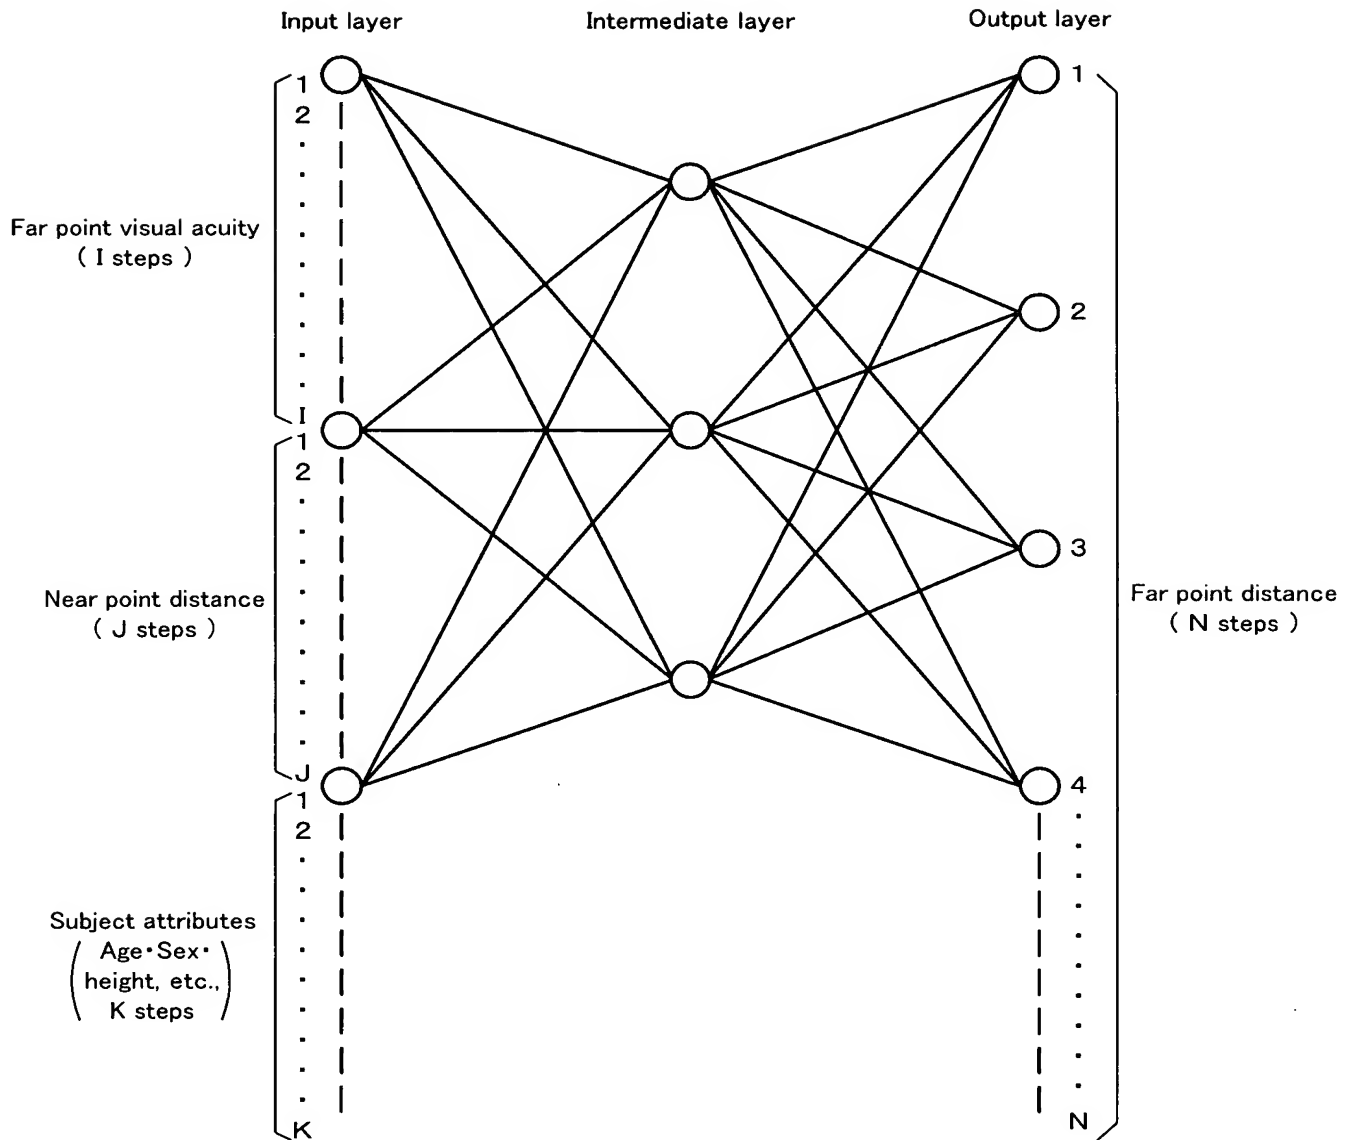 Input layer
Intermediate layer
Output layer
Far point visual acuity
( I steps )
1
2
I
Near point distance
( J steps )
1
2
J
Subject attributes
Age・Sex・
height, etc.,
K steps
1
2
K
1
2
3
4
N
Far point distance
( N steps )